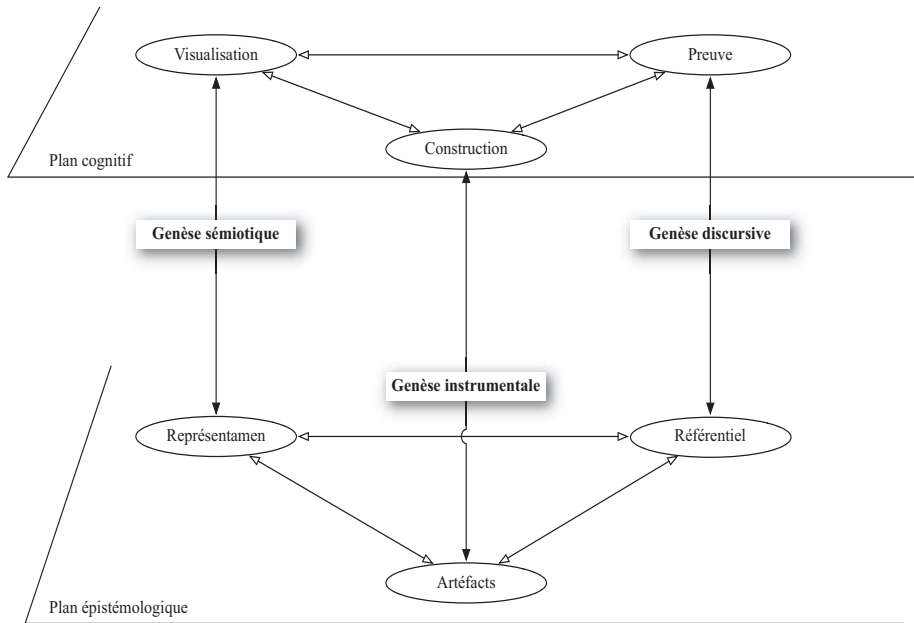 Visualisation
Preuve
Construction
Plan cognitif
Genèse sémiotique
Genèse discursive
Genèse instrumentale
Représentamen
Référentiel
Artéfacts
Plan épistémologique